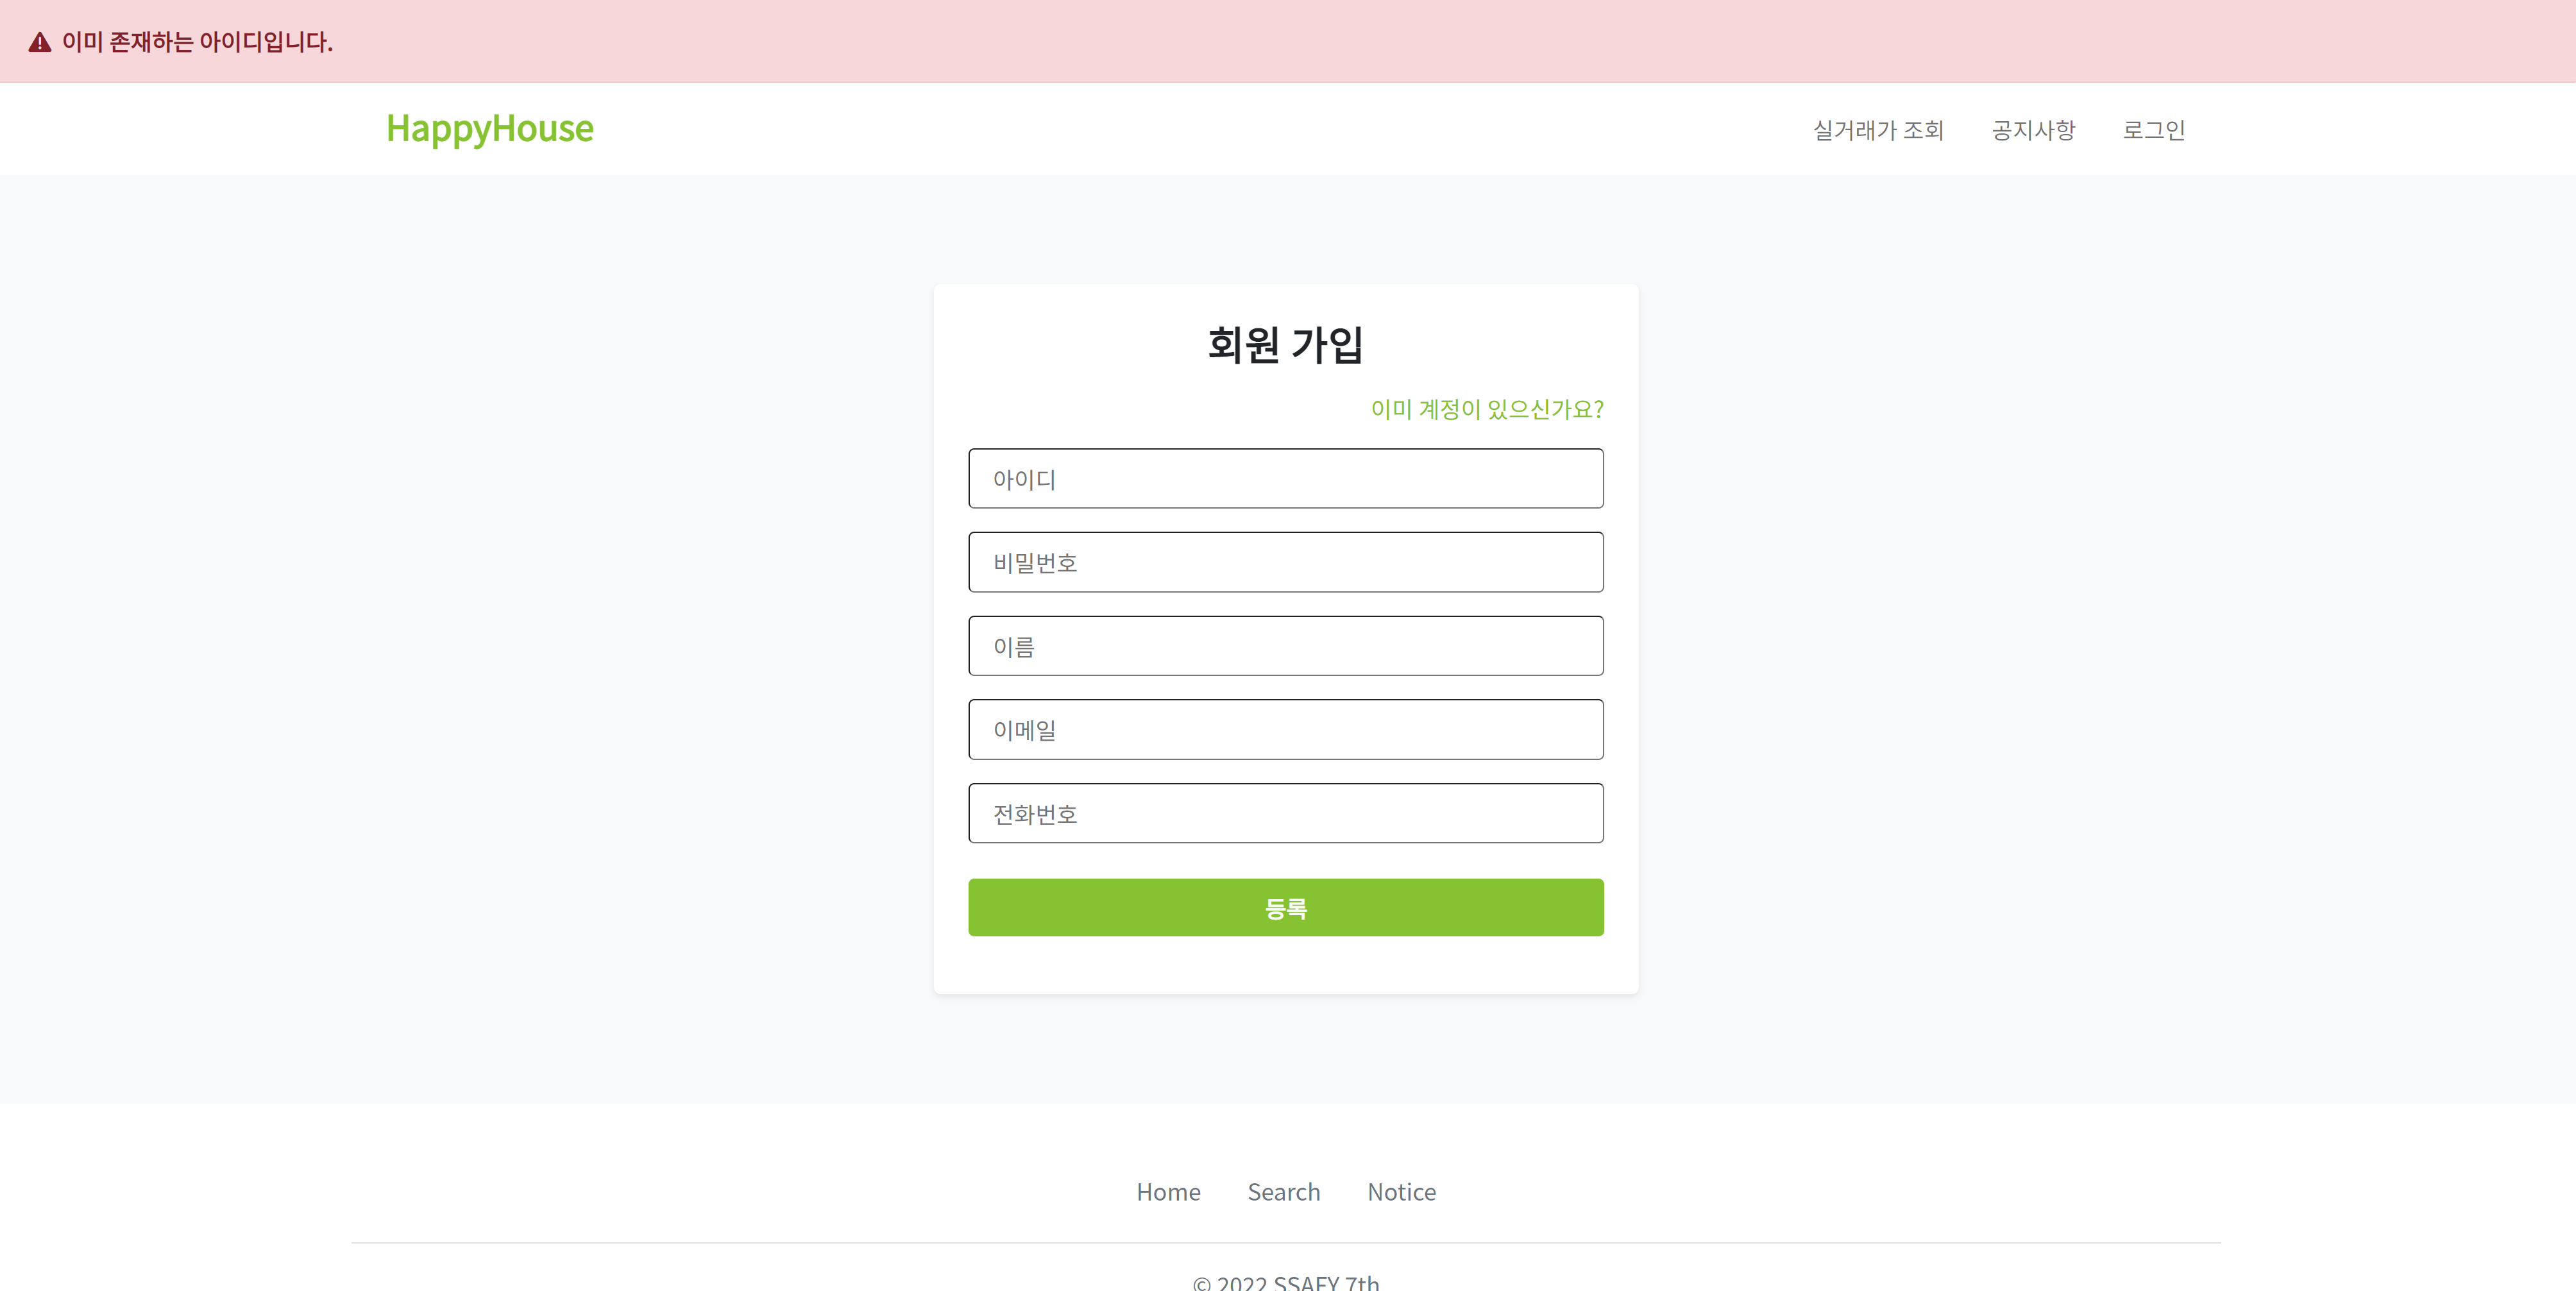 이미 존재하는 아이디입니다.
HappyHouse
실거래가 조회 공지사항 로그인
회원 가입
이미 계정이 있으신가요?
아이디
비밀번호
이름
이메일
전화번호
등록
Home Search Notice
© 2022 SSAFY 7th